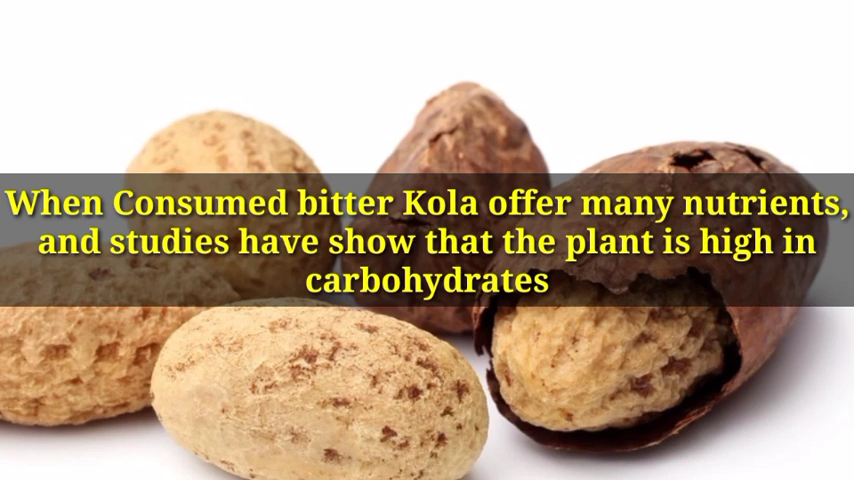 When Consumed bitter Kola offer many nutrients,
and studies have show that the plant is high in
carbohydrates